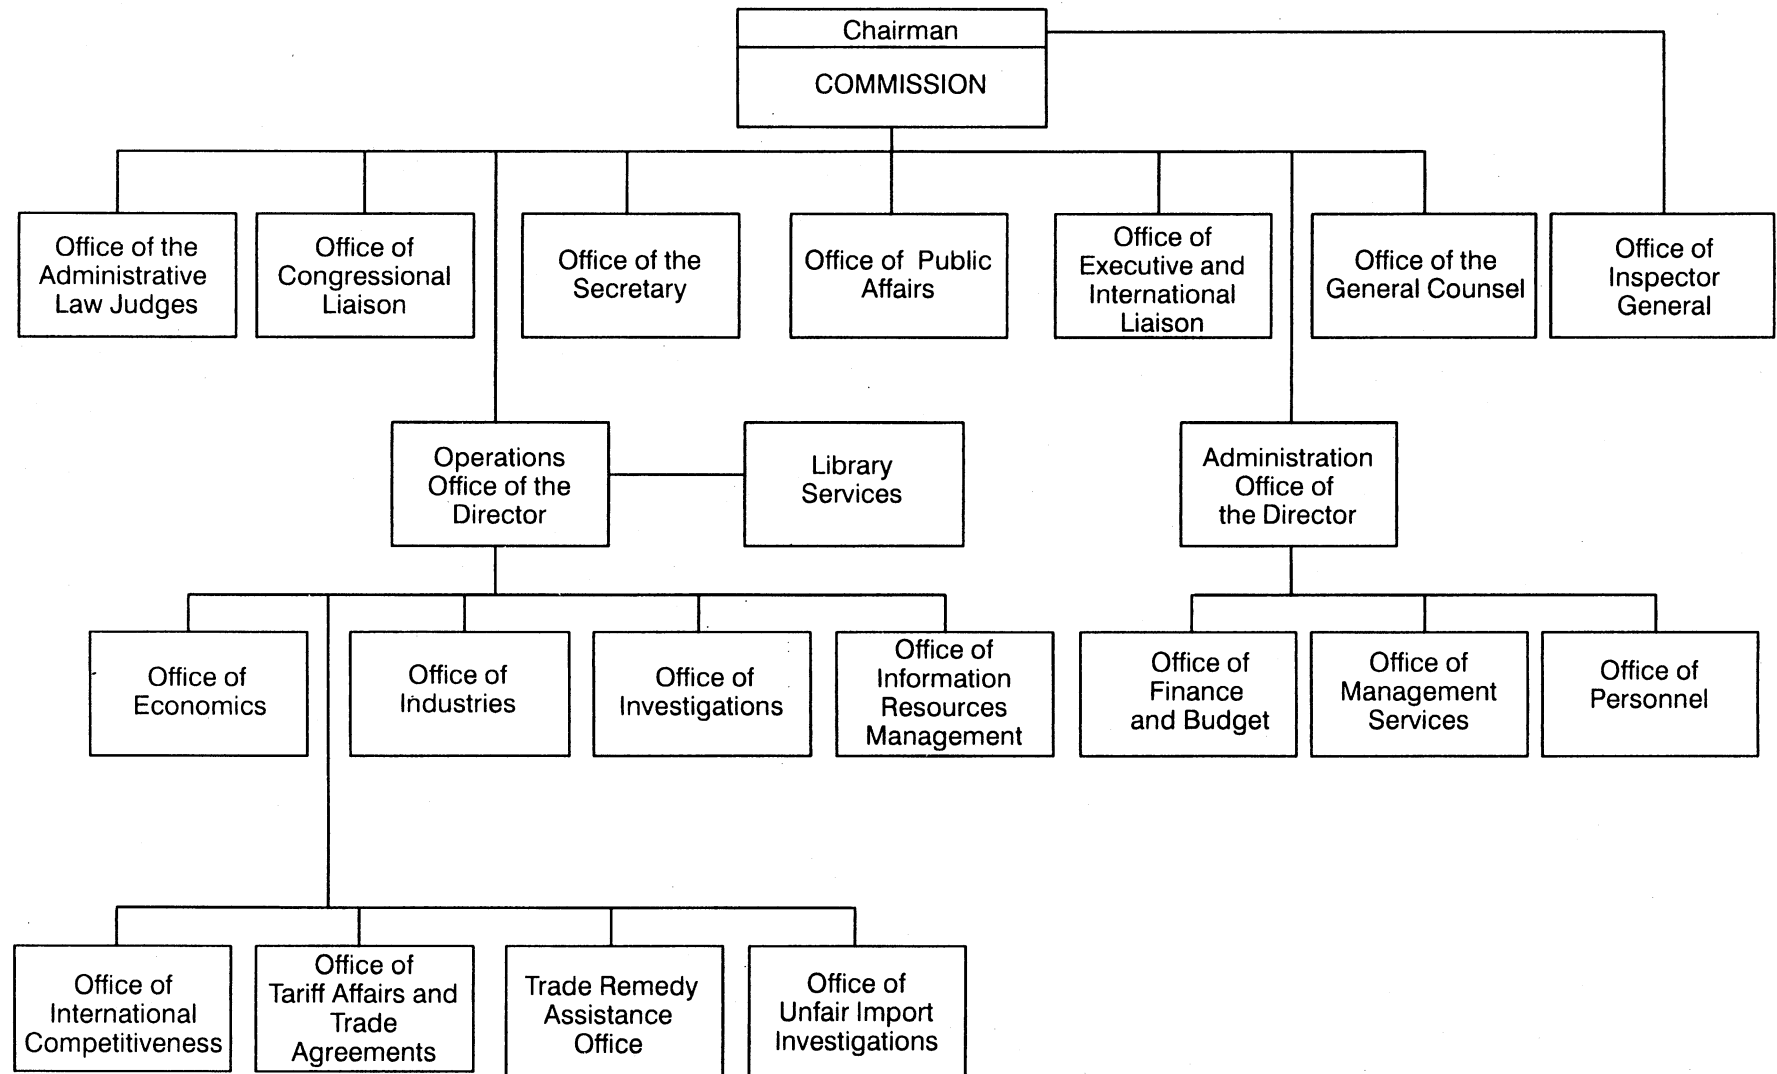 Chairman
COMMISSION
Office of the
Administrative
Law Judges
Office of
Congressional
Liaison
Office of the
Secretary
Office of Public
Affairs
Office of
Executive and
International
Liaison
Office of the
General Counsel
Office of
Inspector
General
Operations
Office of the
Director
Library
Services
Administration
Office of
the Director
Office of
Economics
Office of
Industries
Office of
Investigations
Office of
Information
Resources
Management
Office of
Finance
and Budget
Office of
Management
Services
Office of
Personnel
Office of
International
Competitiveness
Office of
Tariff Affairs and
Trade
Agreements
Trade Remedy
Assistance
Office
Office of
Unfair Import
Investigations